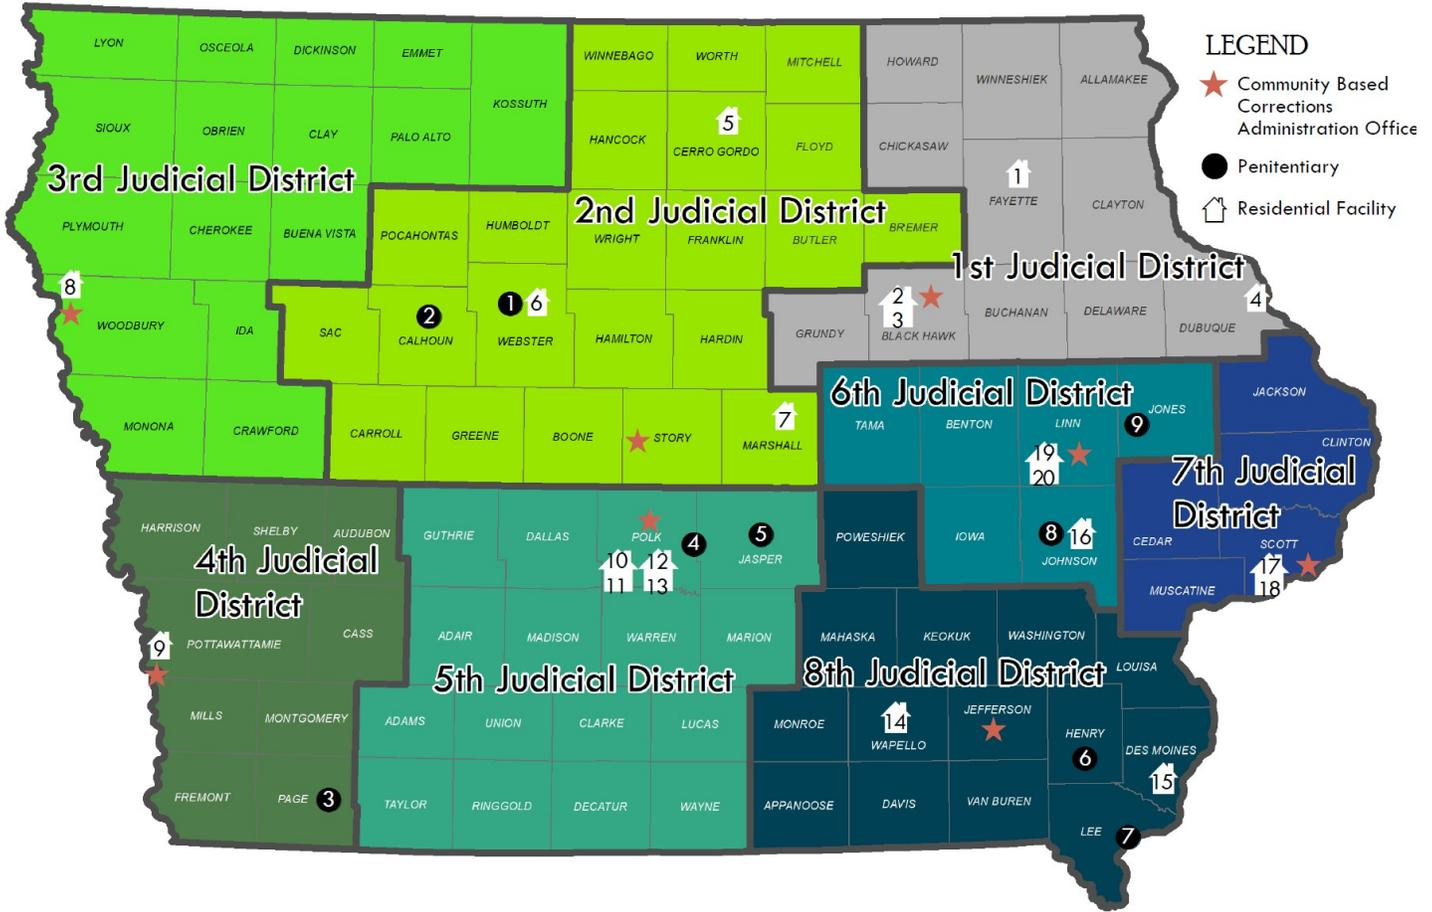 LEGEND
Community Based
Corrections
Administration Office
Penitentiary
Residential Facility
LYON
OSCEOLA
DICKINSON
EMMET
KOSSUTH
SIOUX
OBRIEN
CLAY
PALO ALTO
3rd Judicial District
PLYMOUTH
CHEROKEE
BUENA VISTA
8
WOODBURY
IDA
MONONA
CRAWFORD
WINNEBAGO
WORTH
MITCHELL
HANCOCK
5
CERRO GORDO
FLOYD
2nd Judicial District
POCAHONTAS
HUMBOLDT
WRIGHT
FRANKLIN
BUTLER
BREMER
SAC
2
CALHOUN
1
6
WEBSTER
HAMILTON
HARDIN
CARROLL
GREENE
BOONE
STORY
7
MARSHALL
HOWARD
WINNESHIEK
ALLAMAKEE
CHICKASAW
1
FAYETTE
CLAYTON
1st Judicial District
GRUNDY
2
3
BLACK HAWK
BUCHANAN
DELAWARE
4
DUBUQUE
6th Judicial District
TAMA
BENTON
LINN
JONES
9
19
20
IOWA
8
16
JOHNSON
JACKSON
CLINTON
7th Judicial
District
CEDAR
SCOTT
17
18
MUSCATINE
HARRISON
SHELBY
AUDUBON
4th Judicial
District
9
POTTAWATTAMIE
CASS
MILLS
MONTGOMERY
FREMONT
PAGE
3
GUTHRIE
DALLAS
POLK
4
5
JASPER
10
11
12
13
ADAIR
MADISON
WARREN
MARION
5th Judicial District
ADAMS
UNION
CLARKE
LUCAS
TAYLOR
RINGGOLD
DECATUR
WAYNE
POWESHIEK
MAHASKA
KEOKUK
WASHINGTON
LOUISA
8th Judicial District
MONROE
14
WAPELLO
JEFFERSON
HENRY
6
DES MOINES
15
APPANOOSE
DAVIS
VAN BUREN
LEE
7